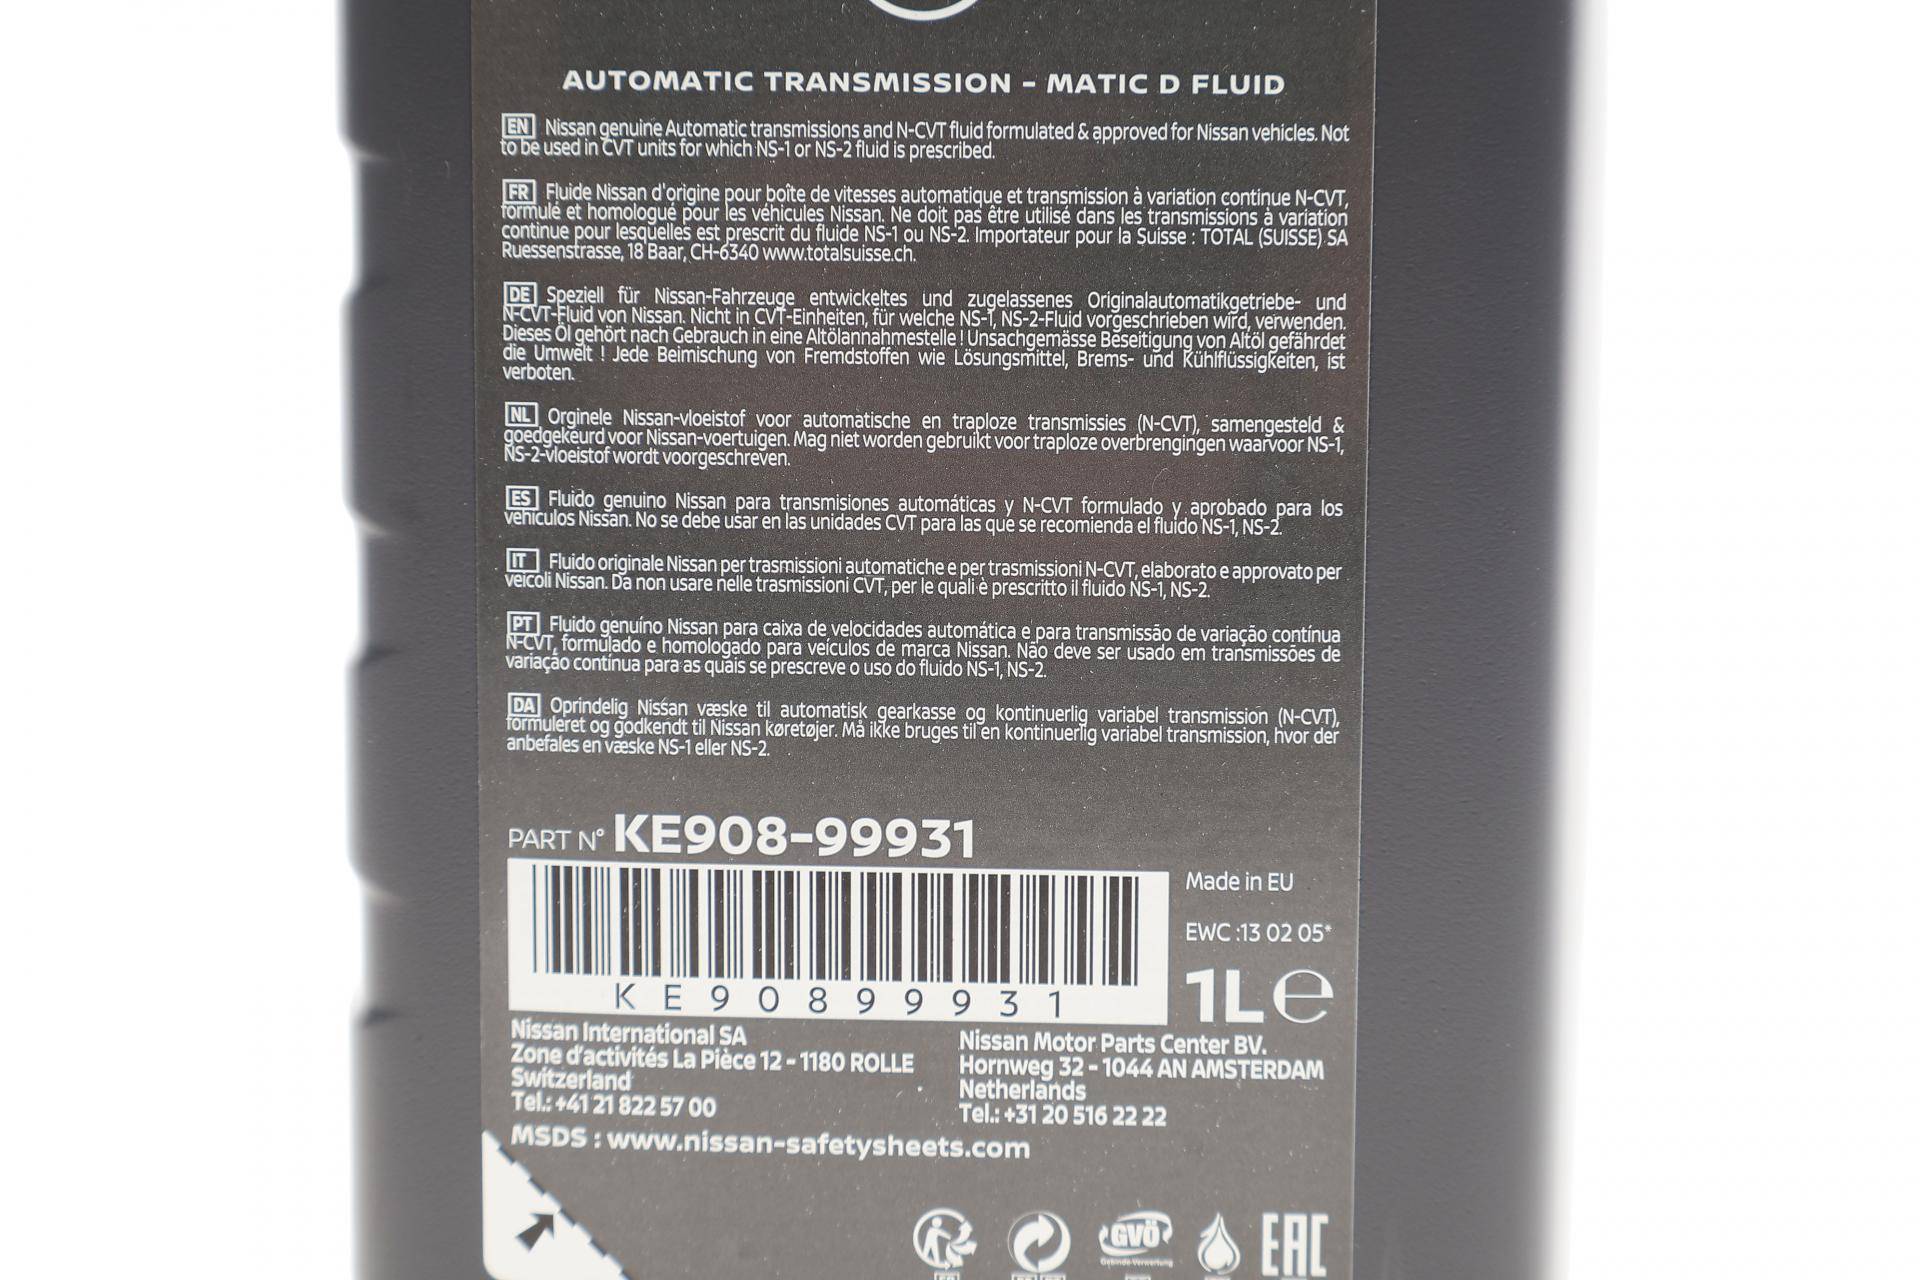 AUTOMATIC TRANSMISSION - MATIC D FLUID
EN Nissan genuine Automatic transmissions and N-CVT fluid formulated & approved for Nissan vehicles. Not
to be used in CVT units for which NS-1 or NS-2 fluid is prescribed.
FR Fluide Nissan d'origine pour boîte de vitesses automatique et transmission à variation continue N-CVT,
formulé et homologué pour les véhicules Nissan. Ne doit pas être utilisé dans les transmissions à variation
continue pour lesquelles est prescrit du fluide NS-1 ou NS-2. Importateur pour la Suisse : TOTAL (SUISSE) SA
Ruessenstrasse, 18 Baar, CH-6340 www.totalsuisse.ch.
DE Speziell für Nissan-Fahrzeuge entwickeltes und zugelassenes Originalautomatikgetriebe- und
N-CVT-Fluid von Nissan. Nicht in CVT-Einheiten, für welche NS-1, NS-2-Fluid vorgeschrieben wird, verwenden.
Dieses Öl gehört nach Gebrauch in eine Altölannahmestelle ! Unsachgemässe Beseitigung von Altöl gefährdet
die Umwelt ! Jede Beimischung von Fremdstoffen wie Lösungsmittel, Brems- und Kühlflüssigkeiten, ist
verboten.
NL Orginele Nissan-vloeistof voor automatische en traploze transmissies (N-CVT), samengesteld &
goedgekeurd voor Nissan-voertuigen. Mag niet worden gebruikt voor traploze overbrengingen waarvoor NS-1,
NS-2-vloeistof wordt voorgeschreven.
ES Fluido genuino Nissan para transmisiones automáticas y N-CVT formulado y aprobado para los
vehículos Nissan. No se debe usar en las unidades CVT para las que se recomienda el fluido NS-1, NS-2.
IT Fluido originale Nissan per trasmissioni automatiche e per trasmissioni N-CVT, elaborato e approvato per
veicoli Nissan. Da non usare nelle trasmissioni CVT, per le quali è prescritto il fluido NS-1, NS-2.
PT Fluido genuíno Nissan para caixa de velocidades automática e para transmissão de variação contínua
N-CVT, formulado e homologado para veículos de marca Nissan. Não deve ser usado em transmissões de
variação contínua para as quais se prescreve o uso do fluido NS-1, NS-2.
DA Oprindelig Nissan væske til automatisk gearkasse og kontinuerlig variabel transmission (N-CVT),
formuleret og godkendt til Nissan køretøjer. Må ikke bruges til en kontinuerlig variabel transmission, hvor der
anbefales en væske NS-1 eller NS-2.
PART N° KE908-99931
KE90899931
Made in EU
EWC :13 02 05*
1L e
Nissan International SA
Zone d'activités La Pièce 12 - 1180 ROLLE
Switzerland
Tel.: +41 21 822 57 00
Nissan Motor Parts Center BV.
Hornweg 32 - 1044 AN AMSTERDAM
Netherlands
Tel.: +31 20 516 22 22
MSDS : www.nissan-safetysheets.com
GVÖ
Gebinde-Verwertung
EAC